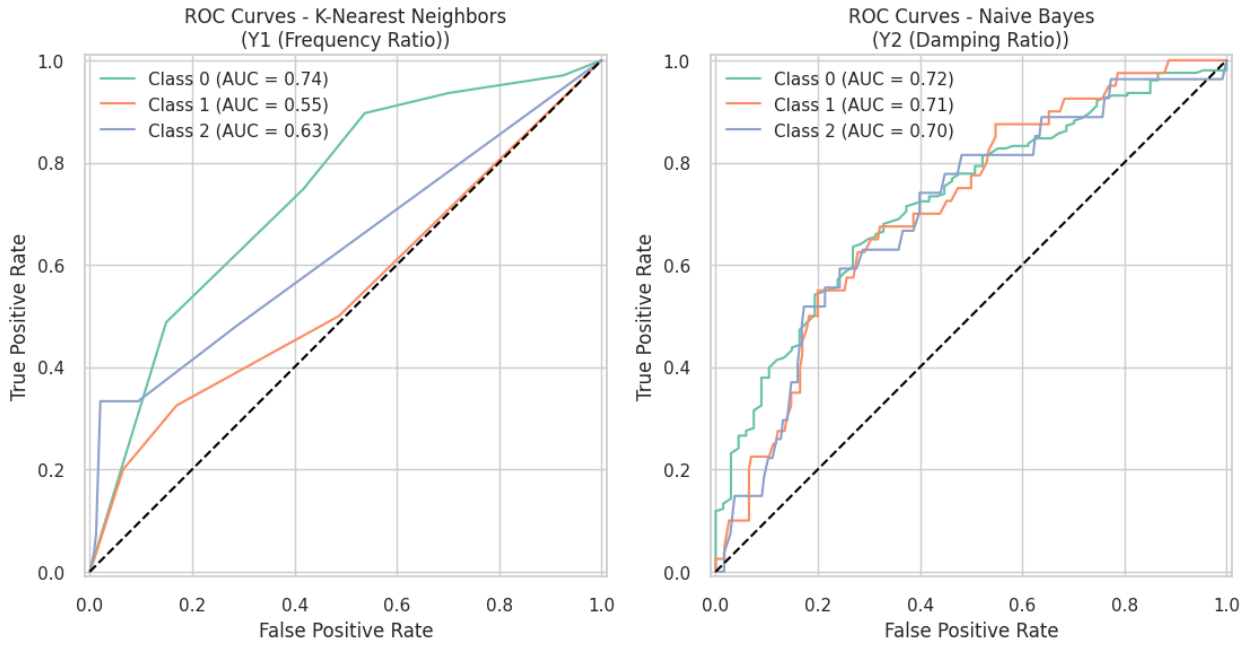 ROC Curves - K-Nearest Neighbors
(Y1 (Frequency Ratio))
Class 0 (AUC = 0.74)
Class 1 (AUC = 0.55)
Class 2 (AUC = 0.63)
True Positive Rate
1.0
0.8
0.6
0.4
0.2
0.0
0.0 0.2 0.4 0.6 0.8 1.0
False Positive Rate
ROC Curves - Naive Bayes
(Y2 (Damping Ratio))
Class 0 (AUC = 0.72)
Class 1 (AUC = 0.71)
Class 2 (AUC = 0.70)
True Positive Rate
1.0
0.8
0.6
0.4
0.2
0.0
0.0 0.2 0.4 0.6 0.8 1.0
False Positive Rate